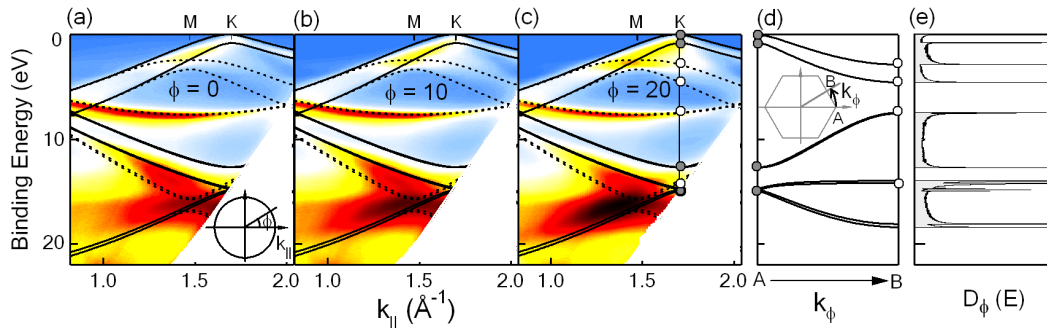 (a) M K (b) M K (c) M K (d) (e)
0
10
20
Binding Energy (eV)
ϕ = 0
ϕ = 10
ϕ = 20
B
kϕ
A
ϕ
k||
1.0 1.5 2.0 1.0 1.5 2.0 1.0 1.5 2.0
A B
k|| (Å⁻¹)
kϕ
Dϕ (E)